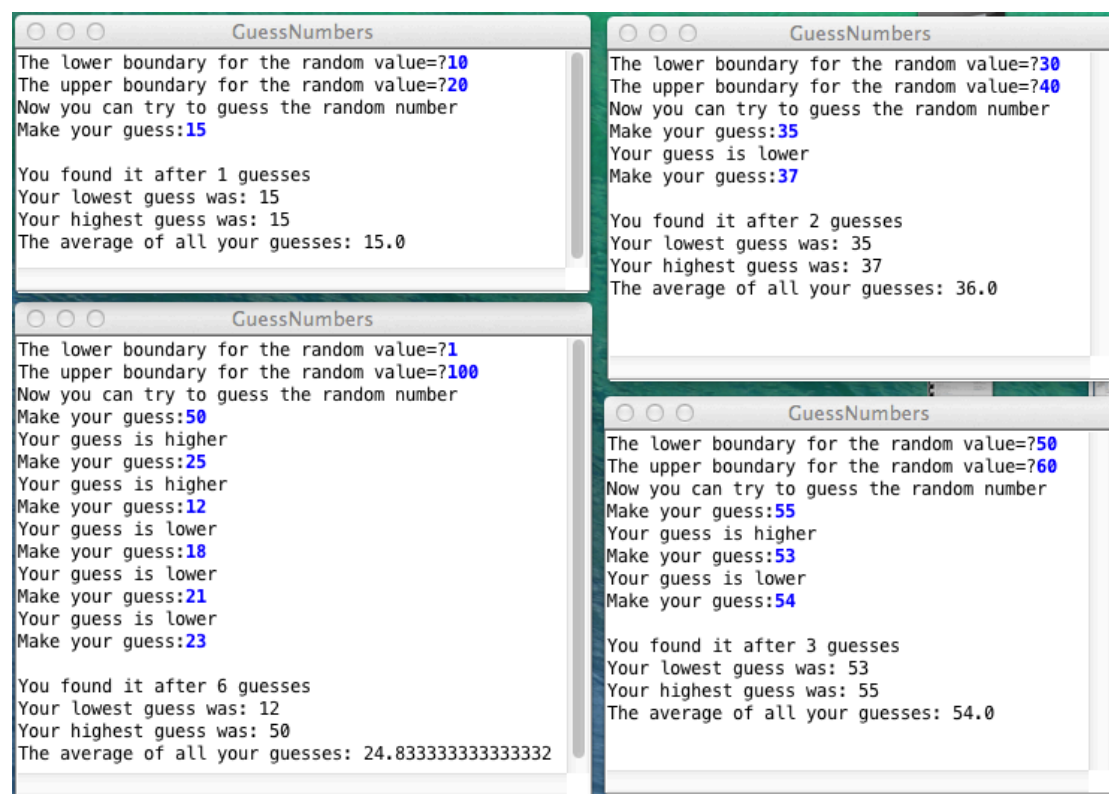 GuessNumbers
The lower boundary for the random value=?10
The upper boundary for the random value=?20
Now you can try to guess the random number
Make your guess:15
You found it after 1 guesses
Your lowest guess was: 15
Your highest guess was: 15
The average of all your guesses: 15.0
GuessNumbers
The lower boundary for the random value=?30
The upper boundary for the random value=?40
Now you can try to guess the random number
Make your guess:35
Your guess is lower
Make your guess:37
You found it after 2 guesses
Your lowest guess was: 35
Your highest guess was: 37
The average of all your guesses: 36.0
GuessNumbers
The lower boundary for the random value=?1
The upper boundary for the random value=?100
Now you can try to guess the random number
Make your guess:50
Your guess is higher
Make your guess:25
Your guess is higher
Make your guess:12
Your guess is lower
Make your guess:18
Your guess is lower
Make your guess:21
Your guess is lower
Make your guess:23
You found it after 6 guesses
Your lowest guess was: 12
Your highest guess was: 50
The average of all your guesses: 24.833333333333332
GuessNumbers
The lower boundary for the random value=?50
The upper boundary for the random value=?60
Now you can try to guess the random number
Make your guess:55
Your guess is higher
Make your guess:53
Your guess is lower
Make your guess:54
You found it after 3 guesses
Your lowest guess was: 53
Your highest guess was: 55
The average of all your guesses: 54.0